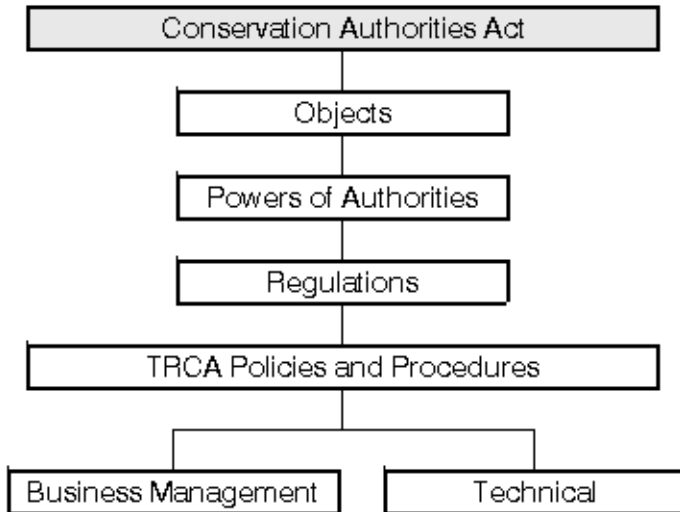 Conservation Authorities Act
Objects
Powers of Authorities
Regulations
TRCA Policies and Procedures
Business Management
Technical